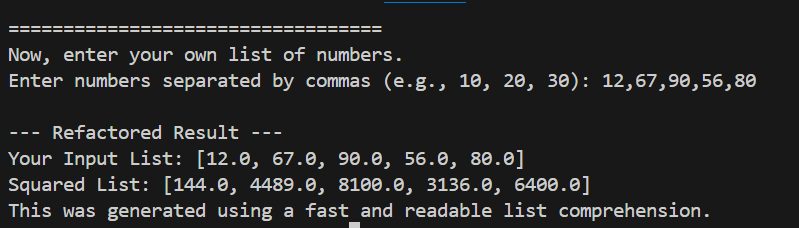 ==================================
Now, enter your own list of numbers.
Enter numbers separated by commas (e.g., 10, 20, 30): 12,67,90,56,80
--- Refactored Result ---
Your Input List: [12.0, 67.0, 90.0, 56.0, 80.0]
Squared List: [144.0, 4489.0, 8100.0, 3136.0, 6400.0]
This was generated using a fast and readable list comprehension.